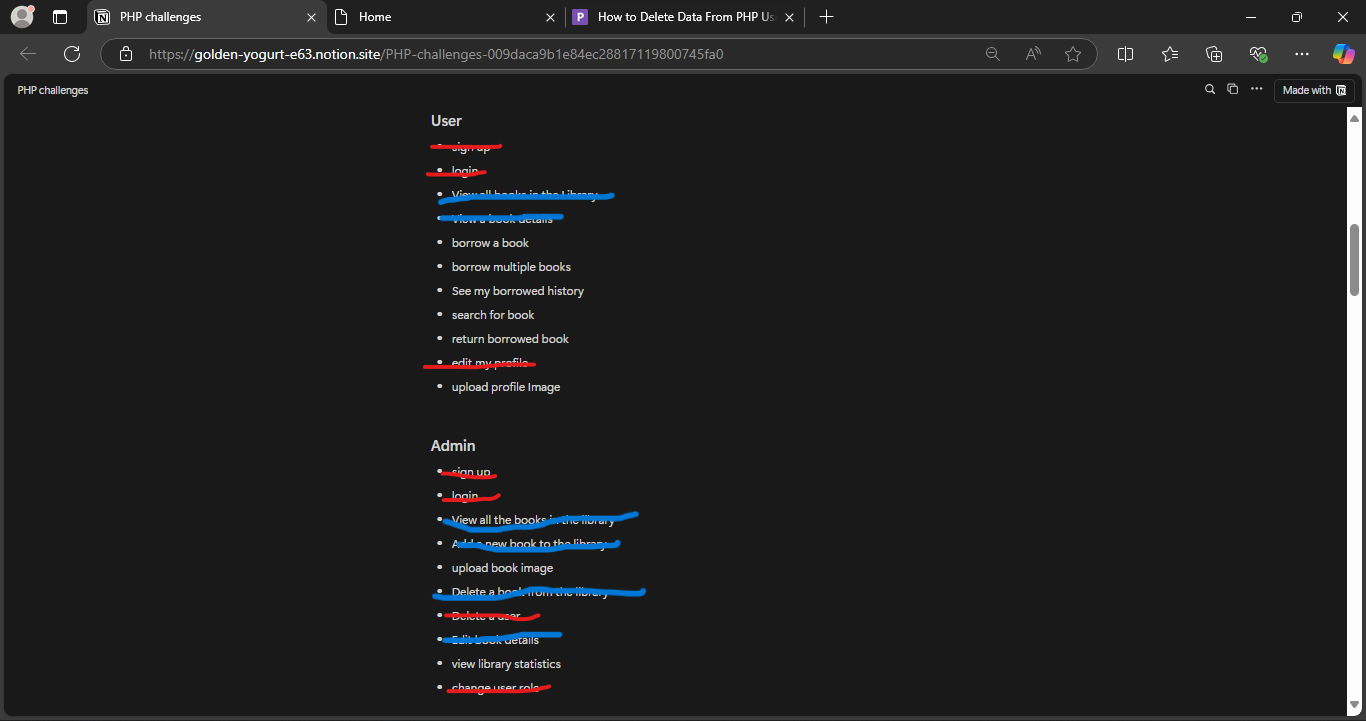 PHP challenges
Home
How to Delete Data From PHP Us
https://golden-yogurt-e63.notion.site/PHP-challenges-009daca9b1e84ec28817119800745fa0
PHP challenges
Made with
User
sign up
login
View all books in the Library
View a book details
borrow a book
borrow multiple books
See my borrowed history
search for book
return borrowed book
edit my profile
upload profile Image
Admin
sign up
login
View all the books in the library
Add a new book to the library
upload book image
Delete a book from the library
Delete a user
Edit book details
view library statistics
change user role